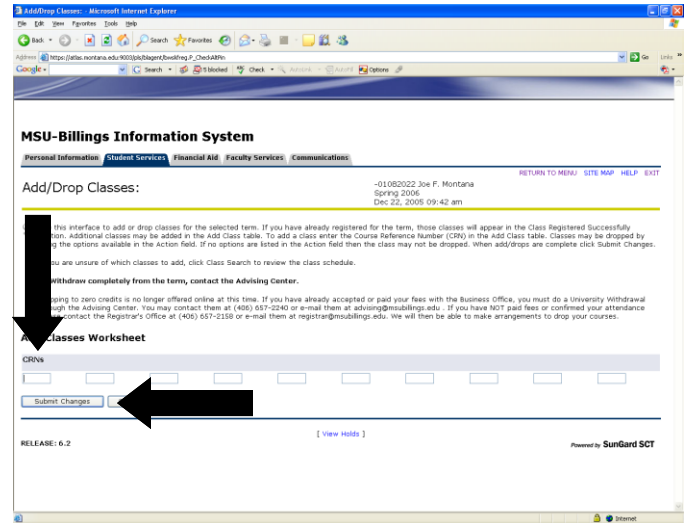 Add/Drop Classes: - Microsoft Internet Explorer
File Edit View Favorites Tools Help
Back Search Favorites
Address https://atlas.montana.edu:9003/pls/blagent/bwskfreg.P_CheckAltPin Go Links
Google Search blocked Check Options
MSU-Billings Information System
Personal Information Student Services Financial Aid Faculty Services Communications
RETURN TO MENU SITE MAP HELP EXIT
Add/Drop Classes:
-01082022 Joe F. Montana
Spring 2006
Dec 22, 2005 09:42 am
this interface to add or drop classes for the selected term. If you have already registered for the term, those classes will appear in the Class Registered Successfully
Additional classes may be added in the Add Class table. To add a class enter the Course Reference Number (CRN) in the Add Class table. Classes may be dropped by
the options available in the Action field. If no options are listed in the Action field then the class may not be dropped. When add/drops are complete click Submit Changes.
are unsure of which classes to add, click Class Search to review the class schedule.
Withdraw completely from the term, contact the Advising Center.
to zero credits is no longer offered online at this time. If you have already accepted or paid your fees with the Business Office, you must do a University Withdrawal
the Advising Center. You may contact them at (406) 657-2240 or e-mail them at advising@msubillings.edu . If you have NOT paid fees or confirmed your attendance
contact the Registrar's Office at (406) 657-2158 or e-mail them at registrar@msubillings.edu. We will then be able to make arrangements to drop your courses.
Classes Worksheet
CRNs
Submit Changes
[ View Holds ]
RELEASE: 6.2
Powered by SunGard SCT
Internet